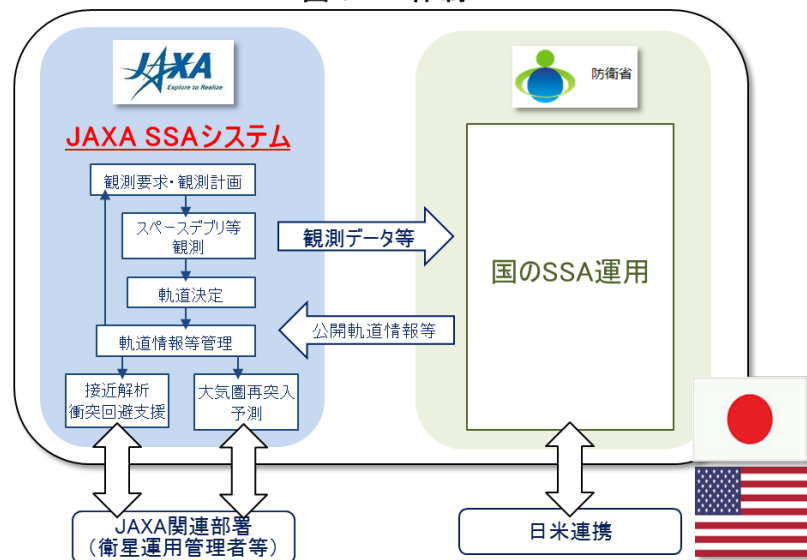 JAXA
Explore to Realize
防衛省
JAXA SSAシステム
観測要求・観測計画
スペースデブリ等
観測
軌道決定
軌道情報等管理
接近解析
衝突回避支援
大気圏再突入
予測
観測データ等
公開軌道情報等
国のSSA運用
JAXA関連部署
（衛星運用管理者等）
日米連携